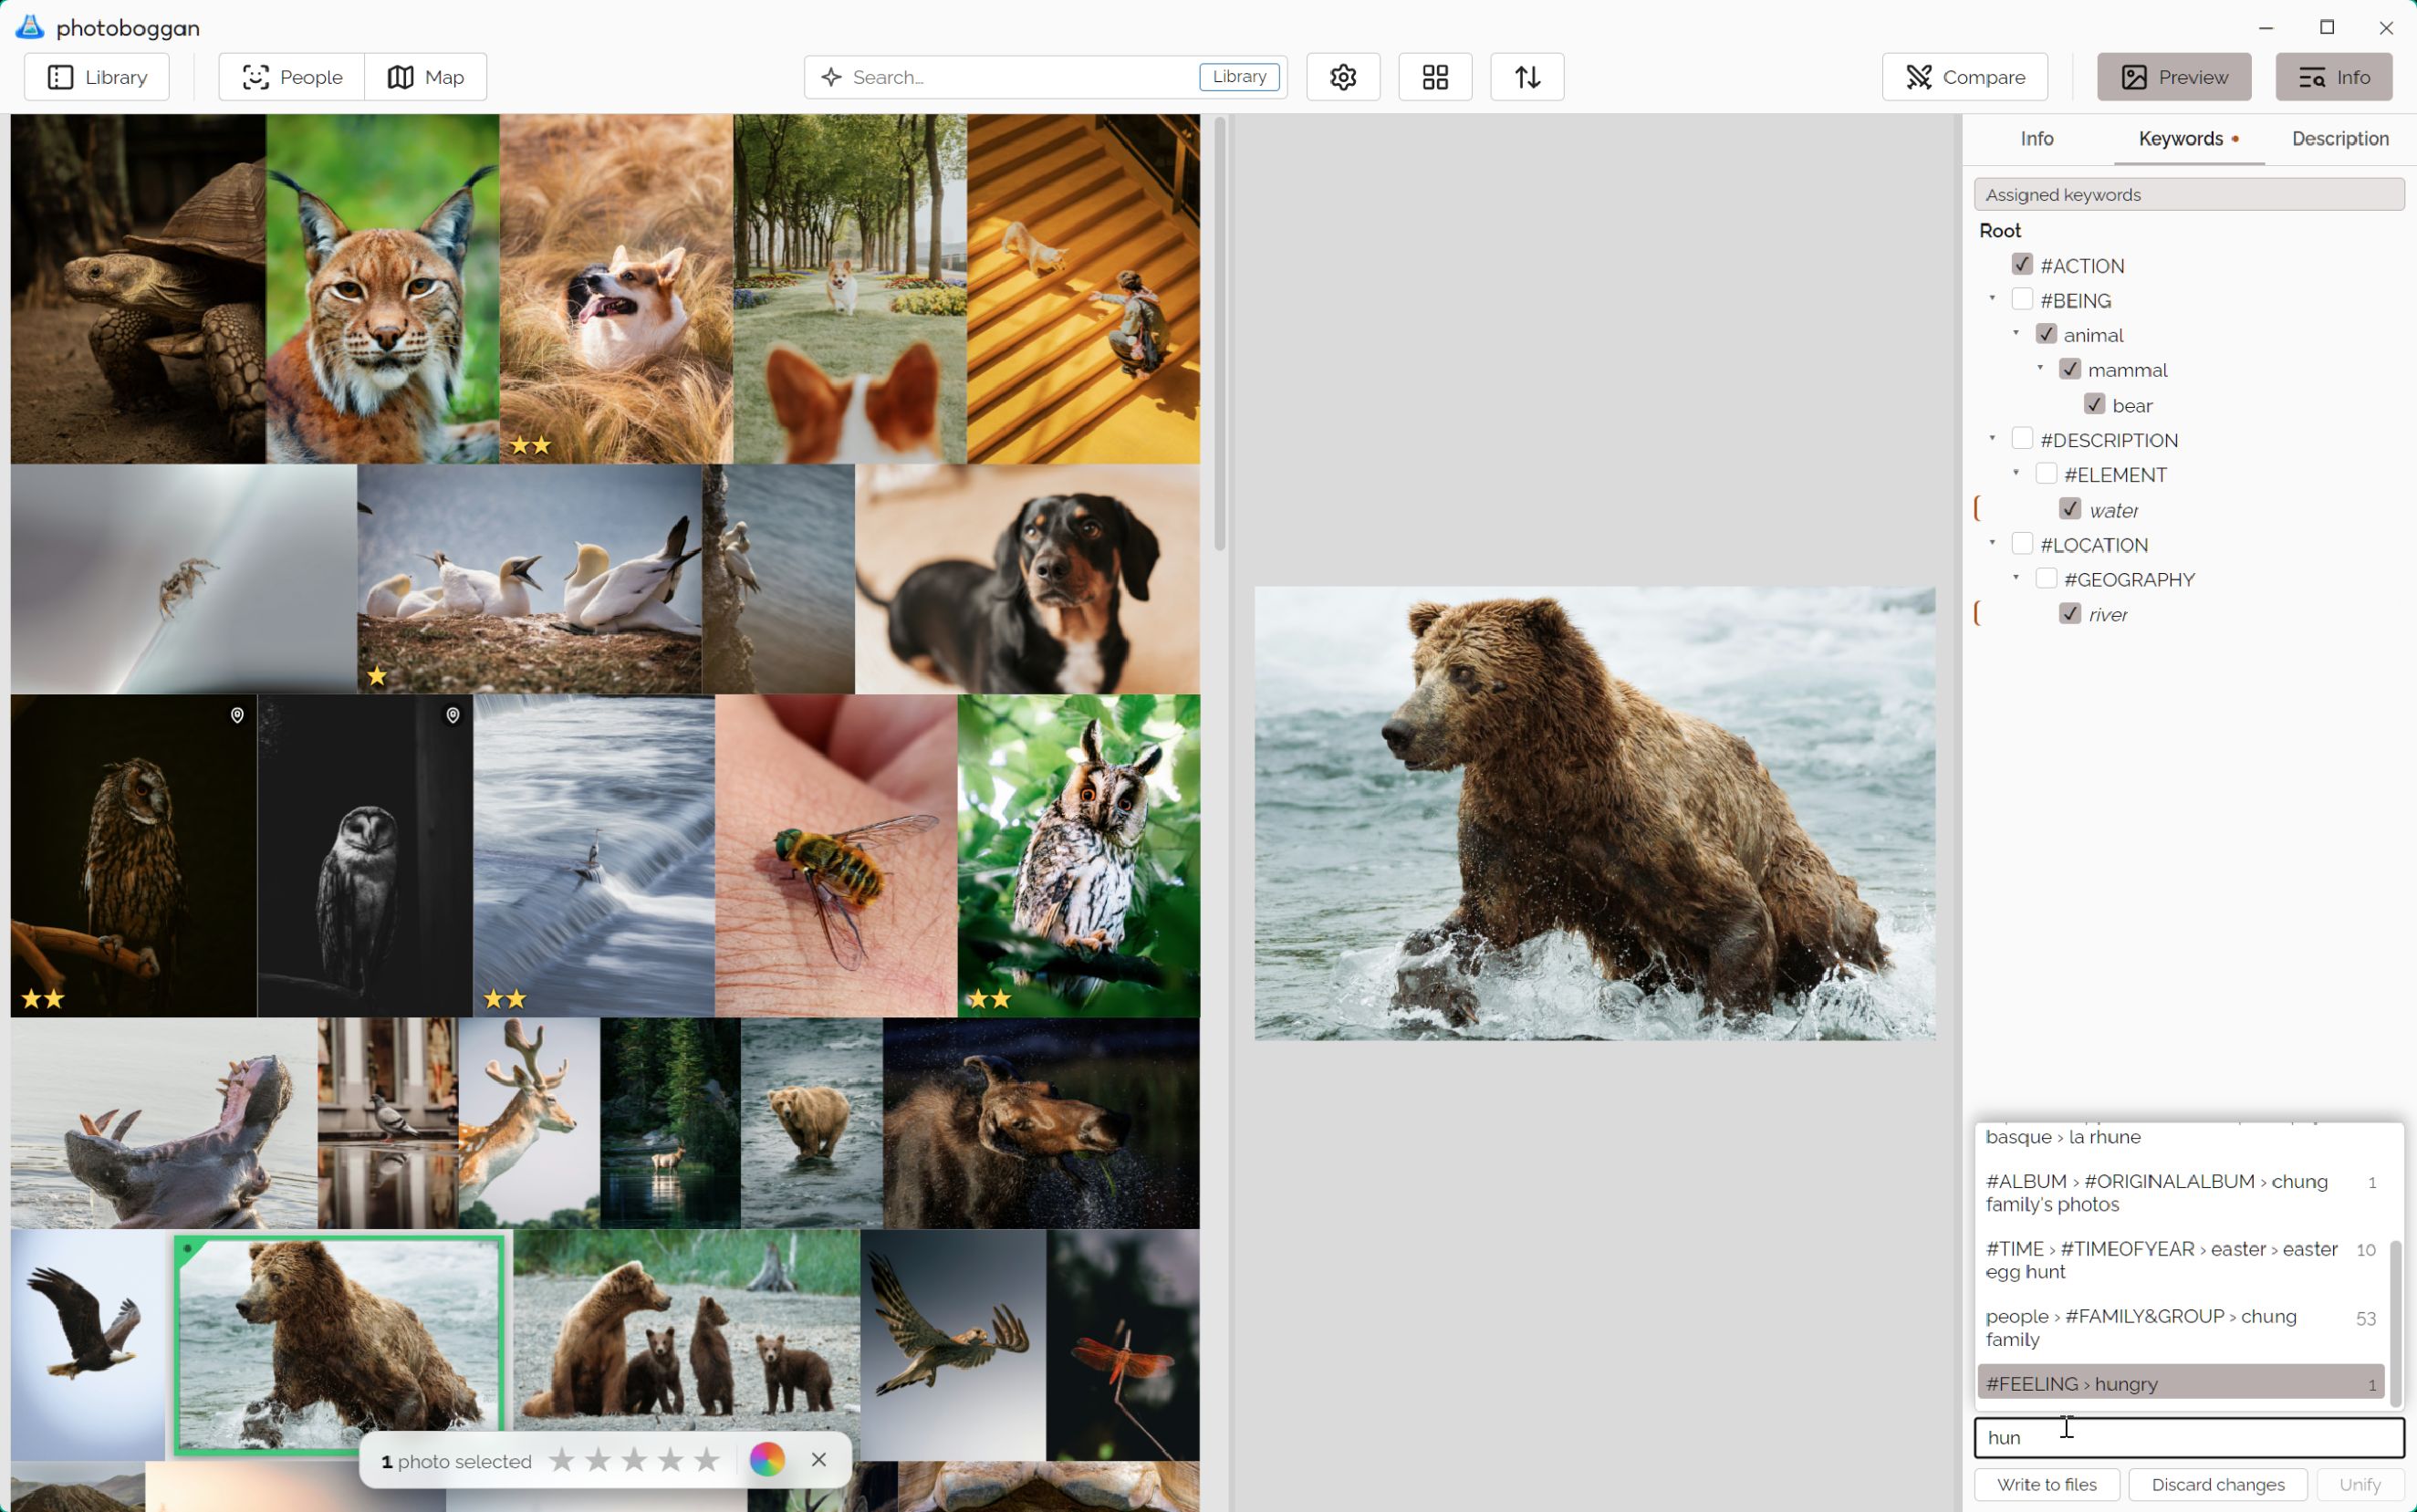 photoboggan
Library
People
Map
Search...
Library
Compare
Preview
Info
Info
Keywords
Description
Assigned keywords
Root
#ACTION
#BEING
animal
mammal
bear
#DESCRIPTION
#ELEMENT
water
#LOCATION
#GEOGRAPHY
river
basque › la rhune
#ALBUM › #ORIGINALALBUM › chung 1
family's photos
#TIME › #TIMEOFYEAR › easter › easter 10
egg hunt
people › #FAMILY&GROUP › chung 53
family
#FEELING › hungry 1
hun
1 photo selected
Write to files
Discard changes
Unify